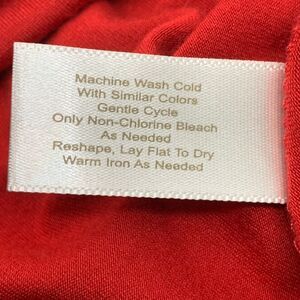 Machine Wash Cold
With Similar Colors
Gentle Cycle
Only Non-Chlorine Bleach
As Needed
Reshape, Lay Flat To Dry
Warm Iron As Needed